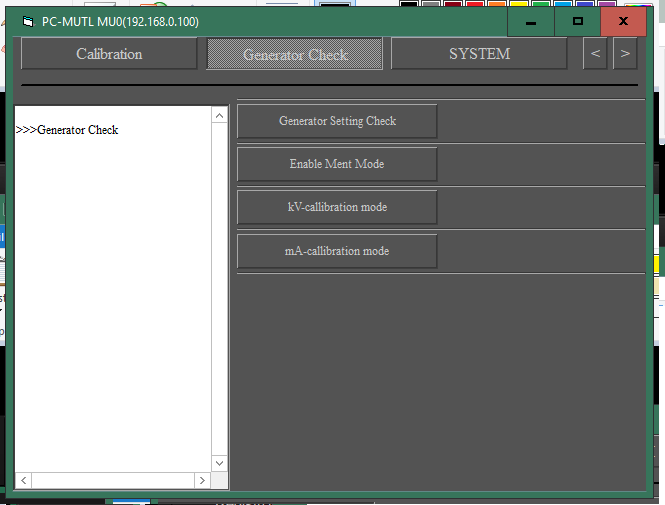 PC-MUTL MU0(192.168.0.100)
Calibration
Generator Check
SYSTEM
< >
>>>Generator Check
Generator Setting Check
Enable Ment Mode
kV-callibration mode
mA-callibration mode